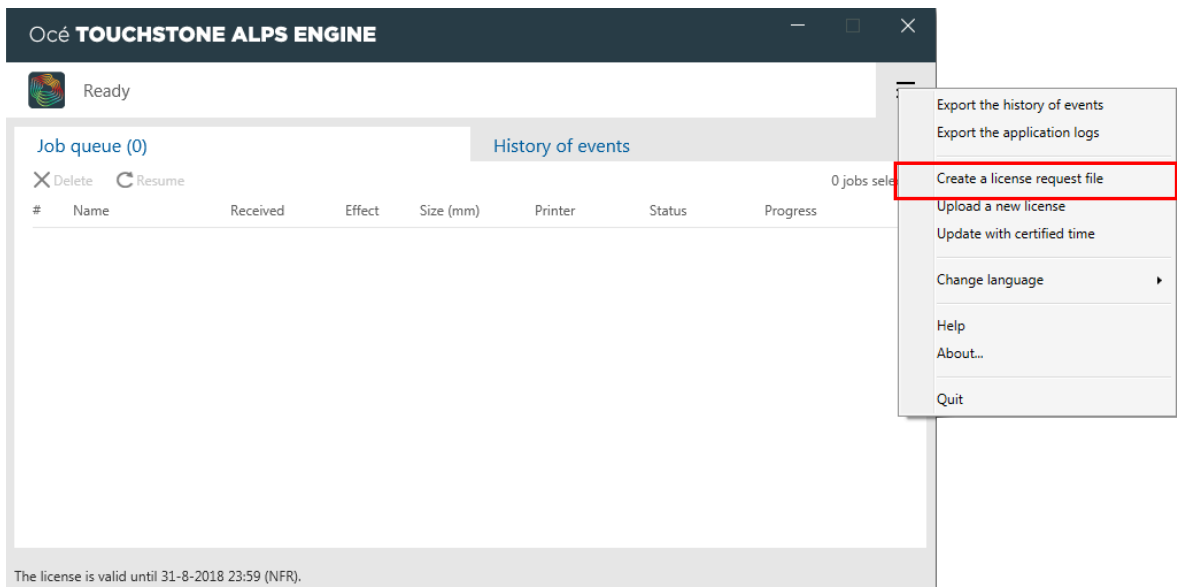 Océ TOUCHSTONE ALPS ENGINE
Ready
Job queue (0)
History of events
Delete
Resume
0 jobs sele
# Name Received Effect Size (mm) Printer Status Progress
Export the history of events
Export the application logs
Create a license request file
Upload a new license
Update with certified time
Change language
Help
About...
Quit
The license is valid until 31-8-2018 23:59 (NFR).